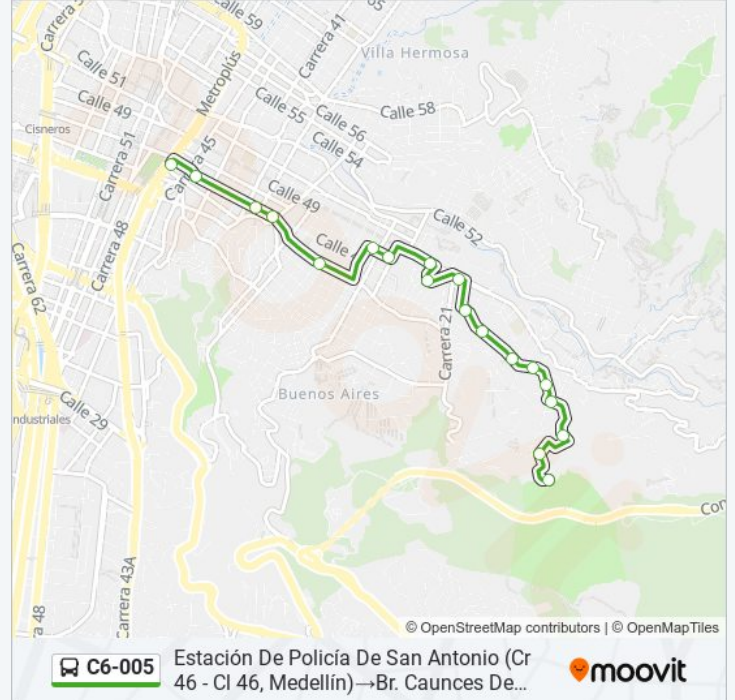 Calle 59
Carrera 41
Villa Hermosa
Calle 51
Metroplús
Calle 49
Calle 55
Calle 56
Calle 58
Cisneros
Carrera 51
Calle 54
Carrera 45
Calle 49
Carrera 48
Calle 52
Calle
Carrera 62
Carrera 21
Buenos Aires
Calle 29
ndustriales
Con
Carrera 43A
a 48
© OpenStreetMap contributors | © OpenMapTiles
C6-005
Estación De Policía De San Antonio (Cr
46 - Cl 46, Medellín)→Br. Caunces De...
moovit